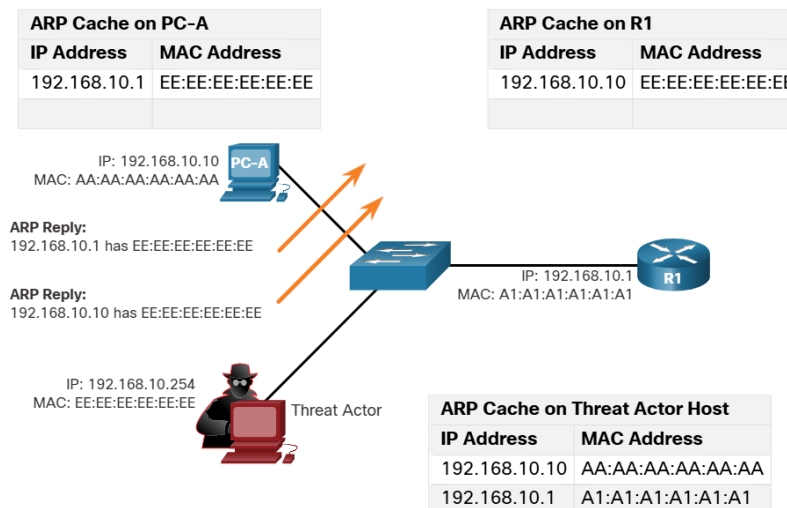 ARP Cache on PC-A
IP Address MAC Address
192.168.10.1 EE:EE:EE:EE:EE:EE
ARP Cache on R1
IP Address MAC Address
192.168.10.10 EE:EE:EE:EE:EE:EE
IP: 192.168.10.10
MAC: AA:AA:AA:AA:AA:AA
PC-A
ARP Reply:
192.168.10.1 has EE:EE:EE:EE:EE:EE
ARP Reply:
192.168.10.10 has EE:EE:EE:EE:EE:EE
IP: 192.168.10.1
MAC: A1:A1:A1:A1:A1:A1
R1
IP: 192.168.10.254
MAC: EE:EE:EE:EE:EE:EE
Threat Actor
ARP Cache on Threat Actor Host
IP Address MAC Address
192.168.10.10 AA:AA:AA:AA:AA:AA
192.168.10.1 A1:A1:A1:A1:A1:A1